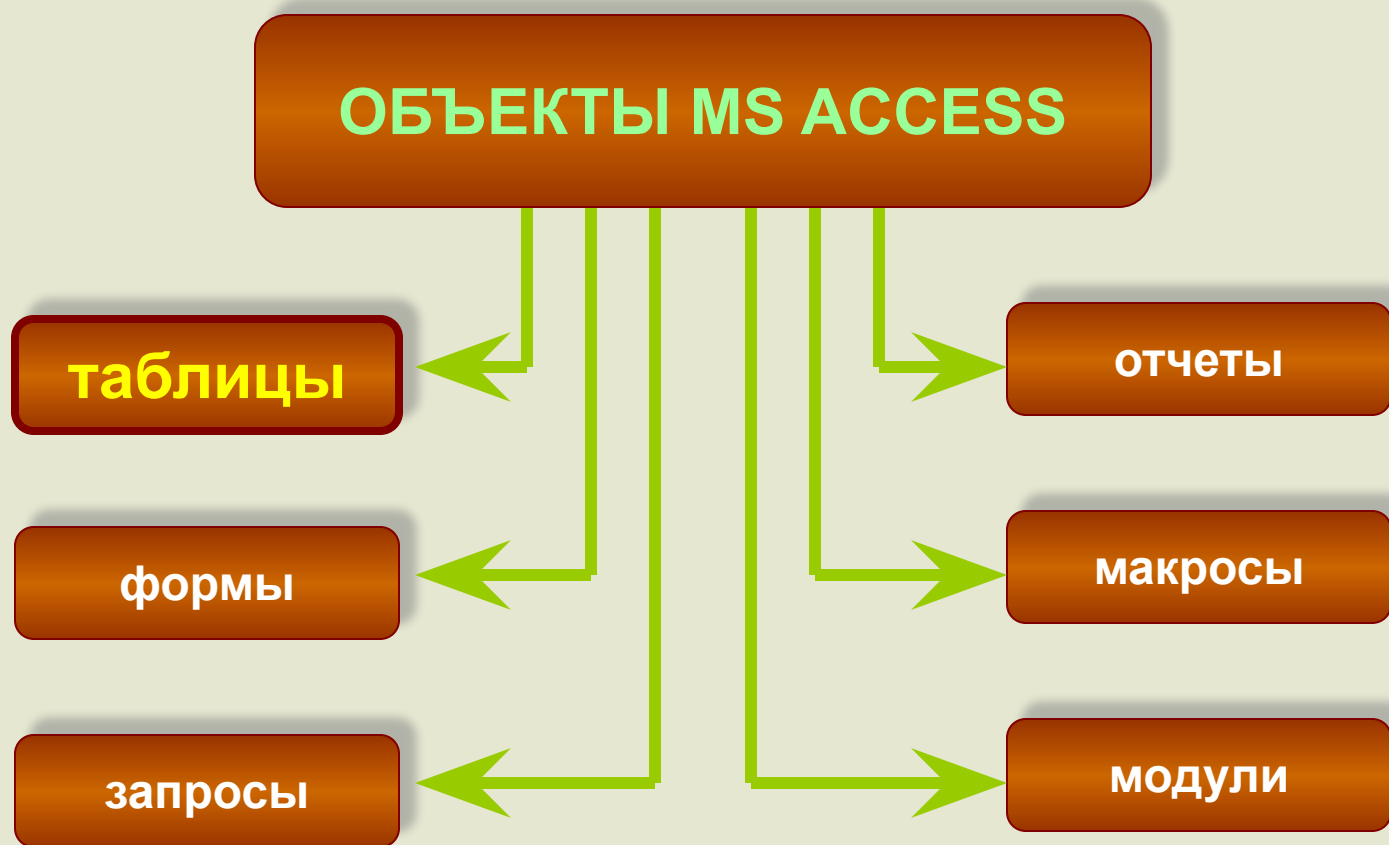 ОБЪЕКТЫ MS ACCESS
таблицы
формы
запросы
отчеты
макросы
модули